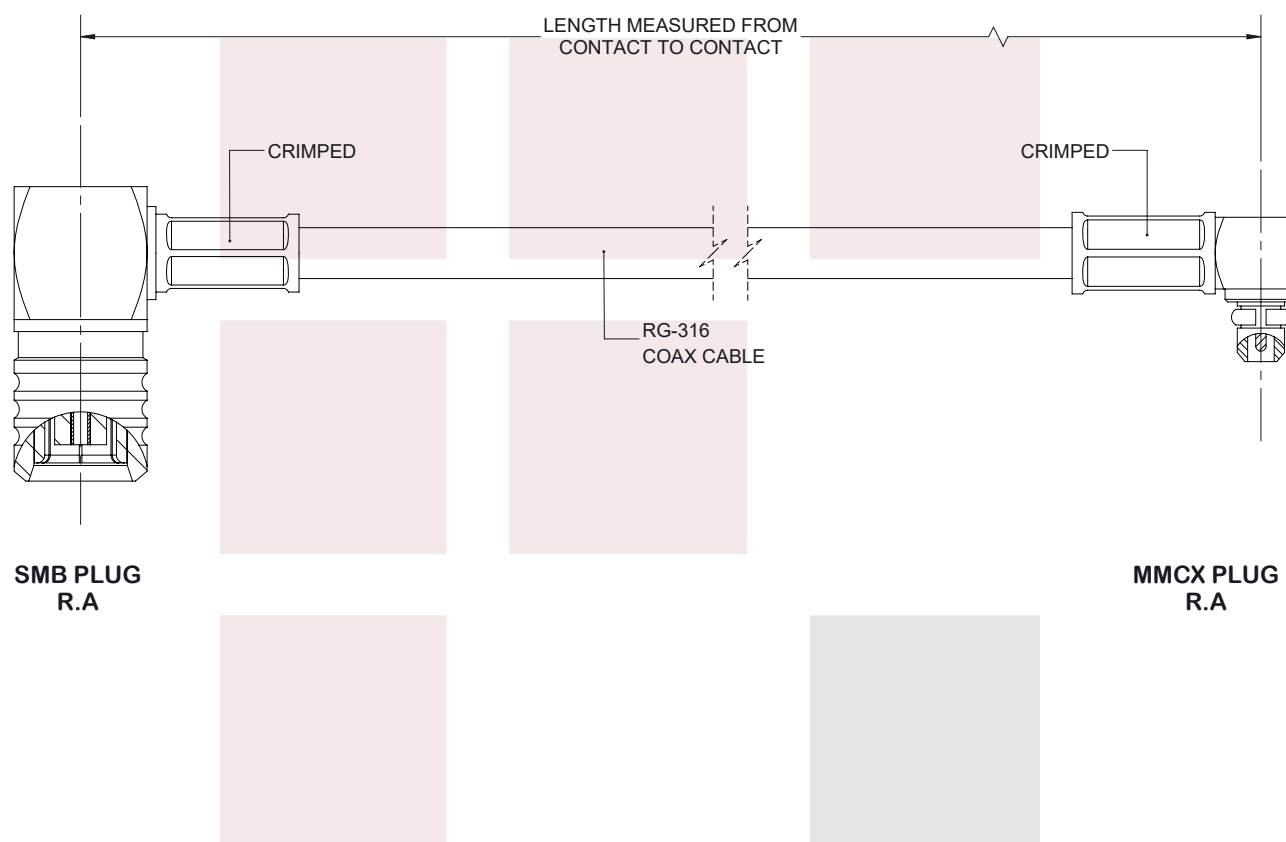 LENGTH MEASURED FROM
CONTACT TO CONTACT
CRIMPED
CRIMPED
RG-316
COAX CABLE
SMB PLUG
R.A
MMCX PLUG
R.A